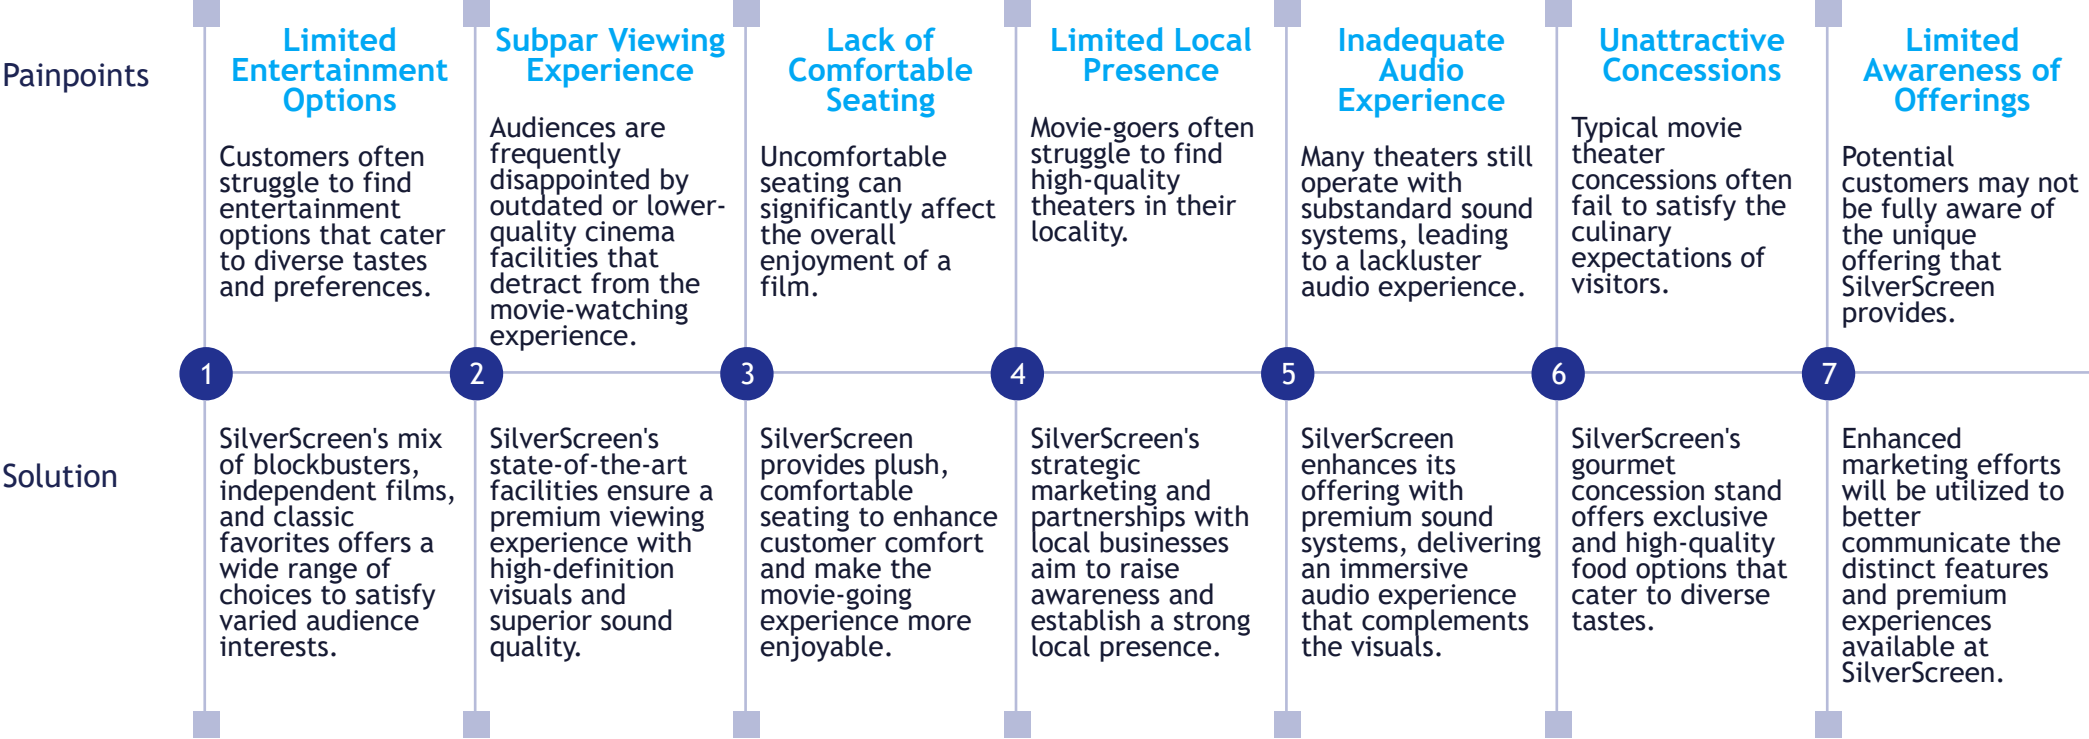 Painpoints
Limited
Entertainment
Options
Customers often
struggle to find
entertainment
options that cater
to diverse tastes
and preferences.
Subpar Viewing
Experience
Audiences are
frequently
disappointed by
outdated or lower-
quality cinema
facilities that
detract from the
movie-watching
experience.
Lack of
Comfortable
Seating
Uncomfortable
seating can
significantly affect
the overall
enjoyment of a
film.
Limited Local
Presence
Movie-goers often
struggle to find
high-quality
theaters in their
locality.
Inadequate
Audio
Experience
Many theaters still
operate with
substandard sound
systems, leading
to a lackluster
audio experience.
Unattractive
Concessions
Typical movie
theater
concessions often
fail to satisfy the
culinary
expectations of
visitors.
Limited
Awareness of
Offerings
Potential
customers may not
be fully aware of
the unique
offering that
SilverScreen
provides.
1
2
3
4
5
6
7
Solution
SilverScreen's mix
of blockbusters,
independent films,
and classic
favorites offers a
wide range of
choices to satisfy
varied audience
interests.
SilverScreen's
state-of-the-art
facilities ensure a
premium viewing
experience with
high-definition
visuals and
superior sound
quality.
SilverScreen
provides plush,
comfortable
seating to enhance
customer comfort
and make the
movie-going
experience more
enjoyable.
SilverScreen's
strategic
marketing and
partnerships with
local businesses
aim to raise
awareness and
establish a strong
local presence.
SilverScreen
enhances its
offering with
premium sound
systems, delivering
an immersive
audio experience
that complements
the visuals.
SilverScreen's
gourmet
concession stand
offers exclusive
and high-quality
food options that
cater to diverse
tastes.
Enhanced
marketing efforts
will be utilized to
better
communicate the
distinct features
and premium
experiences
available at
SilverScreen.